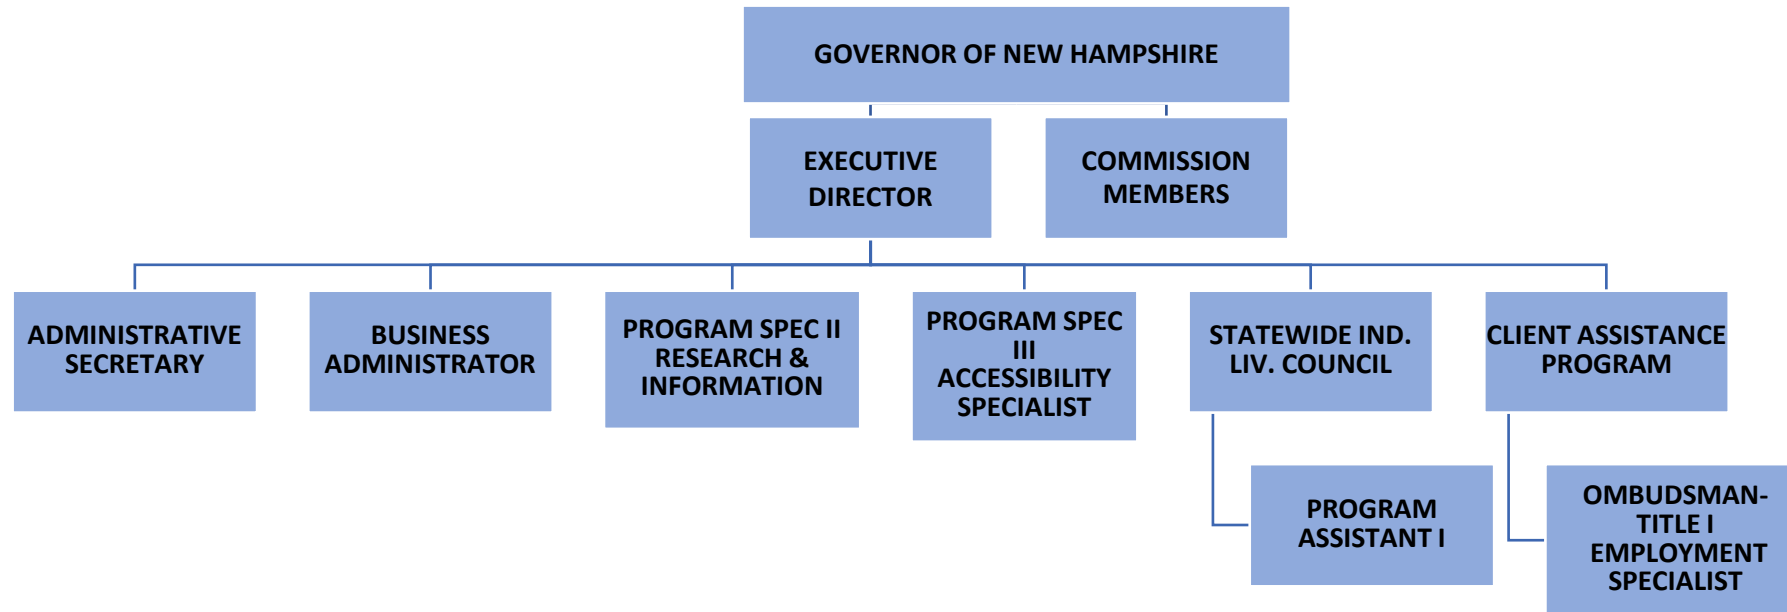 GOVERNOR OF NEW HAMPSHIRE
EXECUTIVE
DIRECTOR
COMMISSION
MEMBERS
ADMINISTRATIVE
SECRETARY
BUSINESS
ADMINISTRATOR
PROGRAM SPEC II
RESEARCH &
INFORMATION
PROGRAM SPEC
III
ACCESSIBILITY
SPECIALIST
STATEWIDE IND.
LIV. COUNCIL
CLIENT ASSISTANCE
PROGRAM
PROGRAM
ASSISTANT I
OMBUDSMAN-
TITLE I
EMPLOYMENT
SPECIALIST